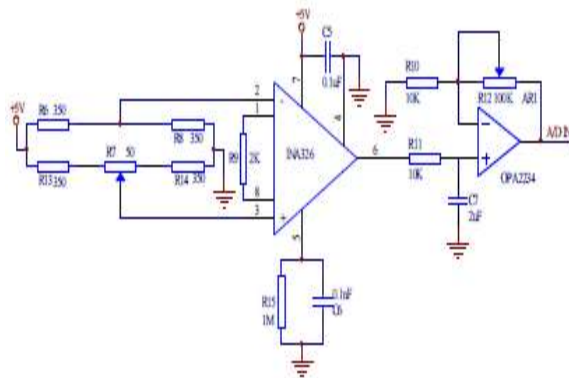 +5V
C5
0.1uF
7
4
2
1
8
3
-
+
INA326
6
5
+5V
R6 350
R8 350
R7 50
R13
350
R14
350
R9
2K
R10
10K
R12 100K AR1
R11
10K
-
+
OPA2234
A/D IN
C7
2uF
R15
1M
0.1uF
C6